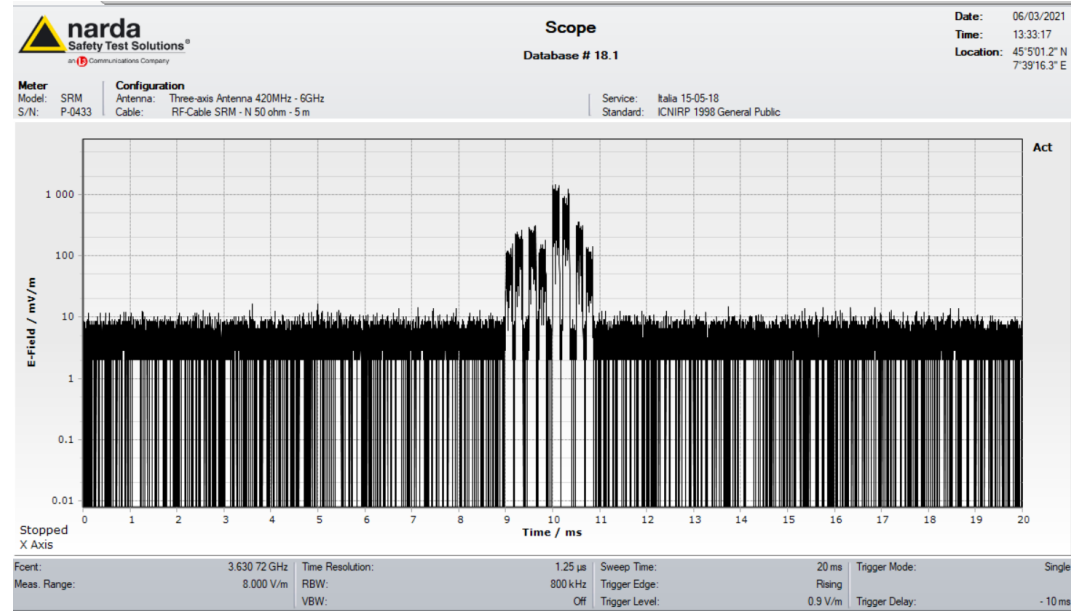 narda
Safety Test Solutions®
an L3 Communications Company
Scope
Database # 18.1
Date: 06/03/2021
Time: 13:33:17
Location: 45°5'01.2" N
7°39'16.3" E
Meter
Model: SRM
S/N: P-0433
Configuration
Antenna: Three-axis Antenna 420MHz - 6GHz
Cable: RF-Cable SRM - N 50 ohm - 5 m
Service: Italia 15-05-18
Standard: ICNIRP 1998 General Public
Act
E-Field / mV/m
1 000
100
10
1
0.1
0.01
0 1 2 3 4 5 6 7 8 9 10 11 12 13 14 15 16 17 18 19 20
Time / ms
Stopped
X Axis
Fcent: 3.630 72 GHz Time Resolution: 1.25 µs Sweep Time: 20 ms Trigger Mode: Single
Meas. Range: 8.000 V/m RBW: 800 kHz Trigger Edge: Rising
VBW: Off Trigger Level: 0.9 V/m Trigger Delay: - 10 ms